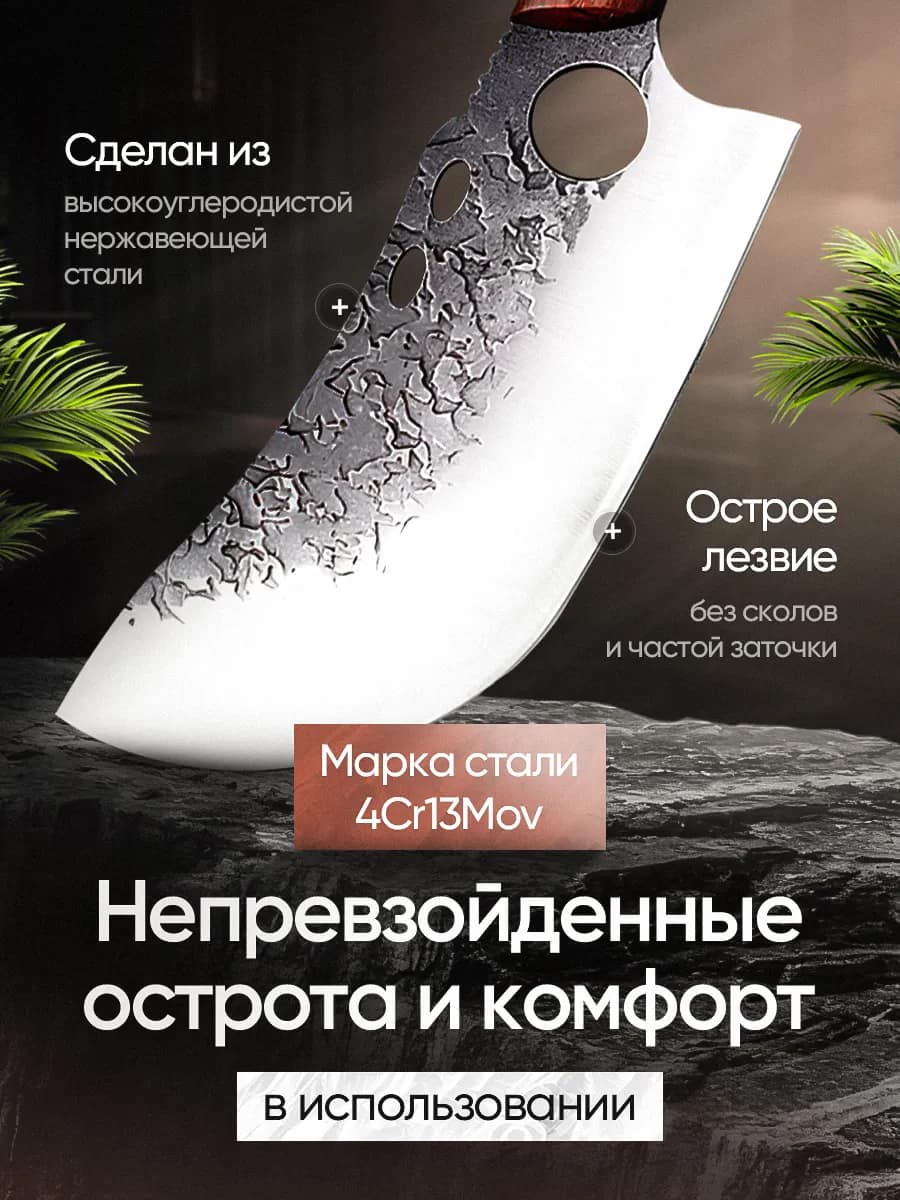 Сделан из
высокоуглеродистой
нержавеющей
стали
Острое
лезвие
без сколов
и частой заточки
Марка стали
4Cr13Mov
Непревзойденные
острота и комфорт
в использовании